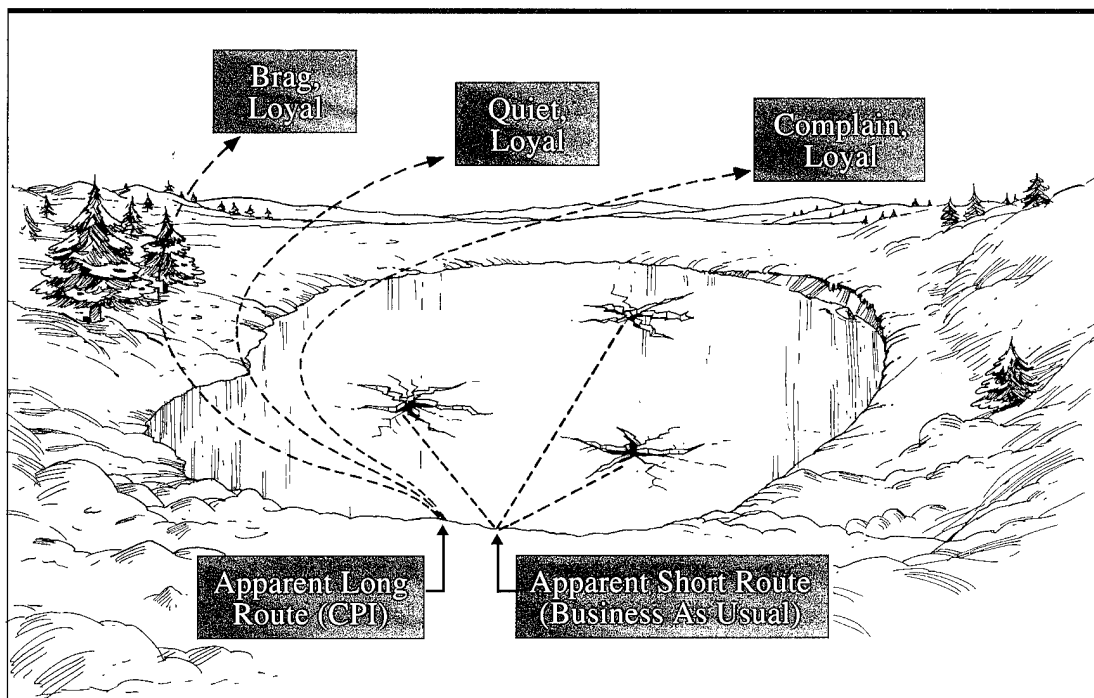 Brag,
Loyal
Quiet,
Loyal
Complain,
Loyal
Apparent Long
Route (CPI)
Apparent Short Route
(Business As Usual)